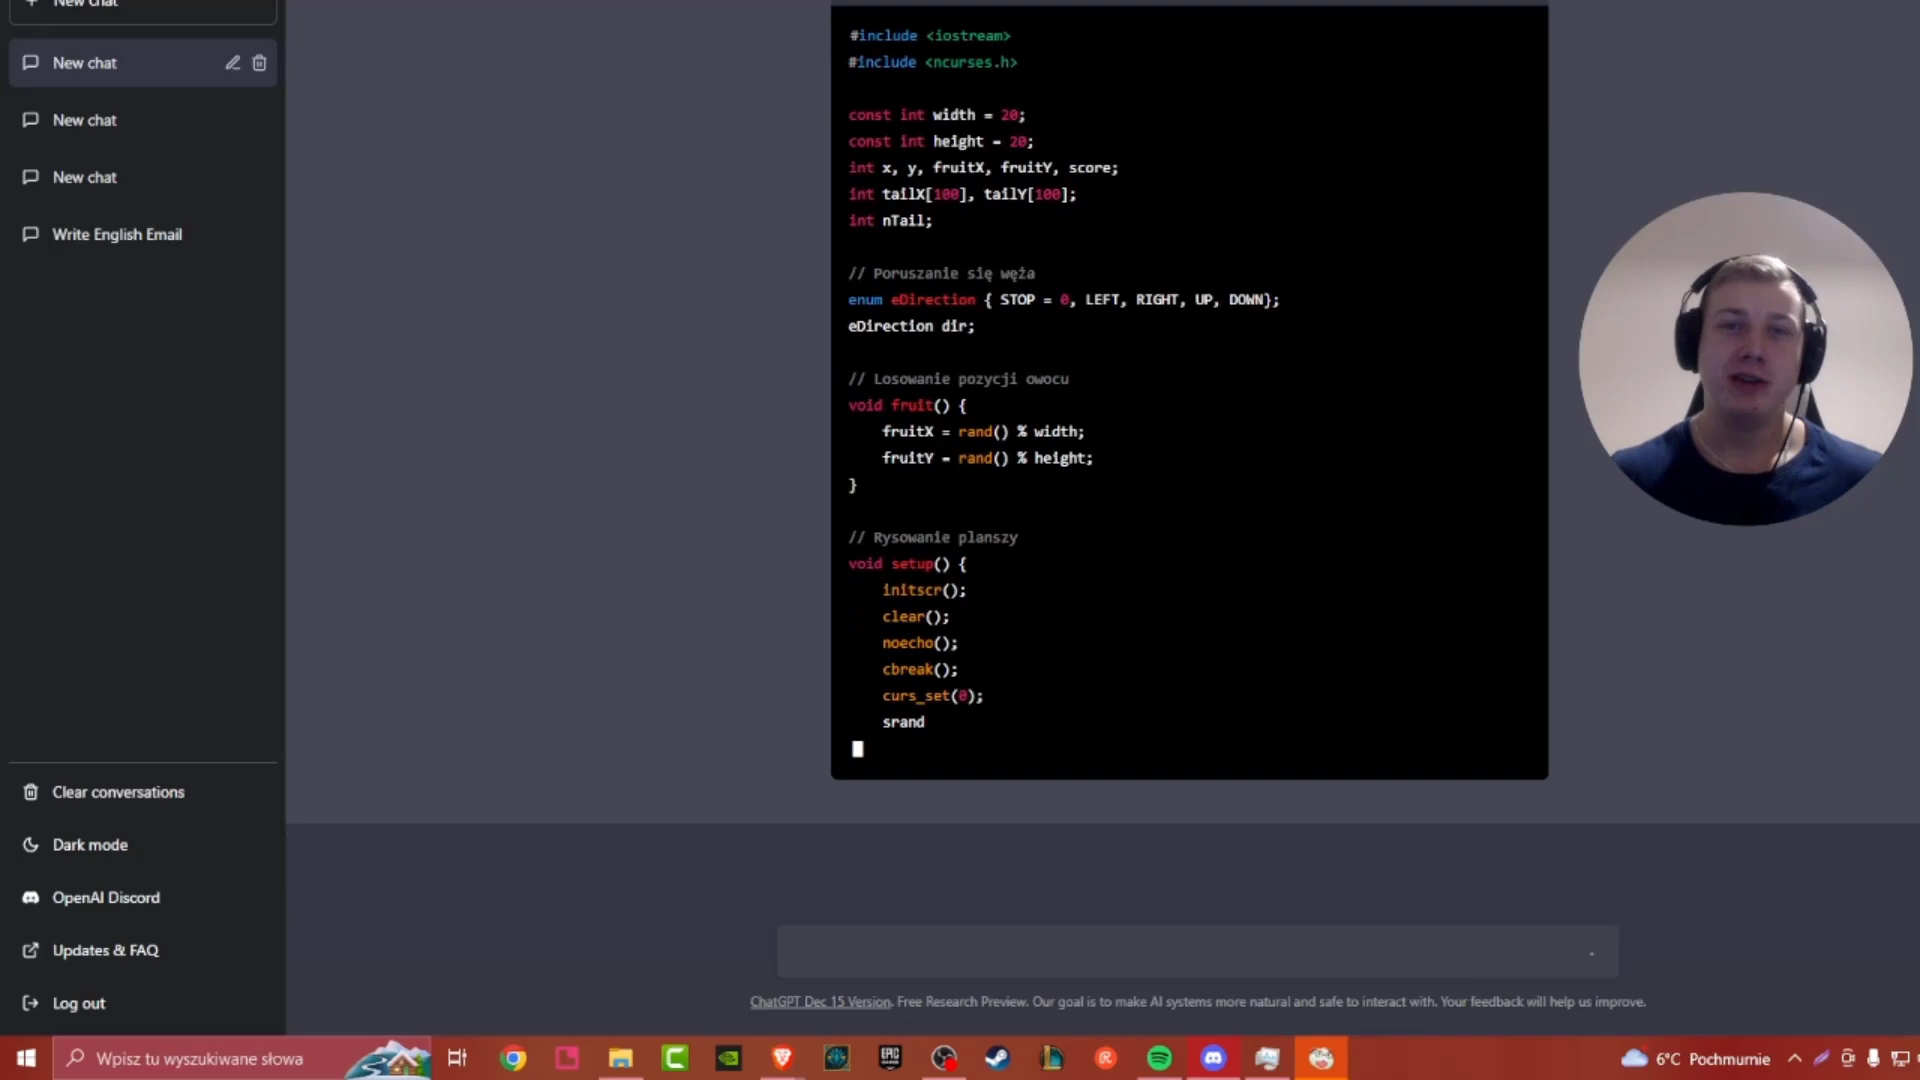 New chat
New chat
New chat
New chat
Write English Email
Clear conversations
Dark mode
OpenAI Discord
Updates & FAQ
Log out
#include <iostream>
#include <ncurses.h>
const int width = 20;
const int height = 20;
int x, y, fruitX, fruitY, score;
int tailX[100], tailY[100];
int nTail;
// Poruszanie się węża
enum eDirection { STOP = 0, LEFT, RIGHT, UP, DOWN};
eDirection dir;
// Losowanie pozycji owocu
void fruit() {
fruitX = rand() % width;
fruitY = rand() % height;
}
// Rysowanie planszy
void setup() {
initscr();
clear();
noecho();
cbreak();
curs_set(0);
srand
ChatGPT Dec 15 Version. Free Research Preview. Our goal is to make AI systems more natural and safe to interact with. Your feedback will help us improve.
Wpisz tu wyszukiwane słowa
EPIC
GAMES
6°C Pochmurnie